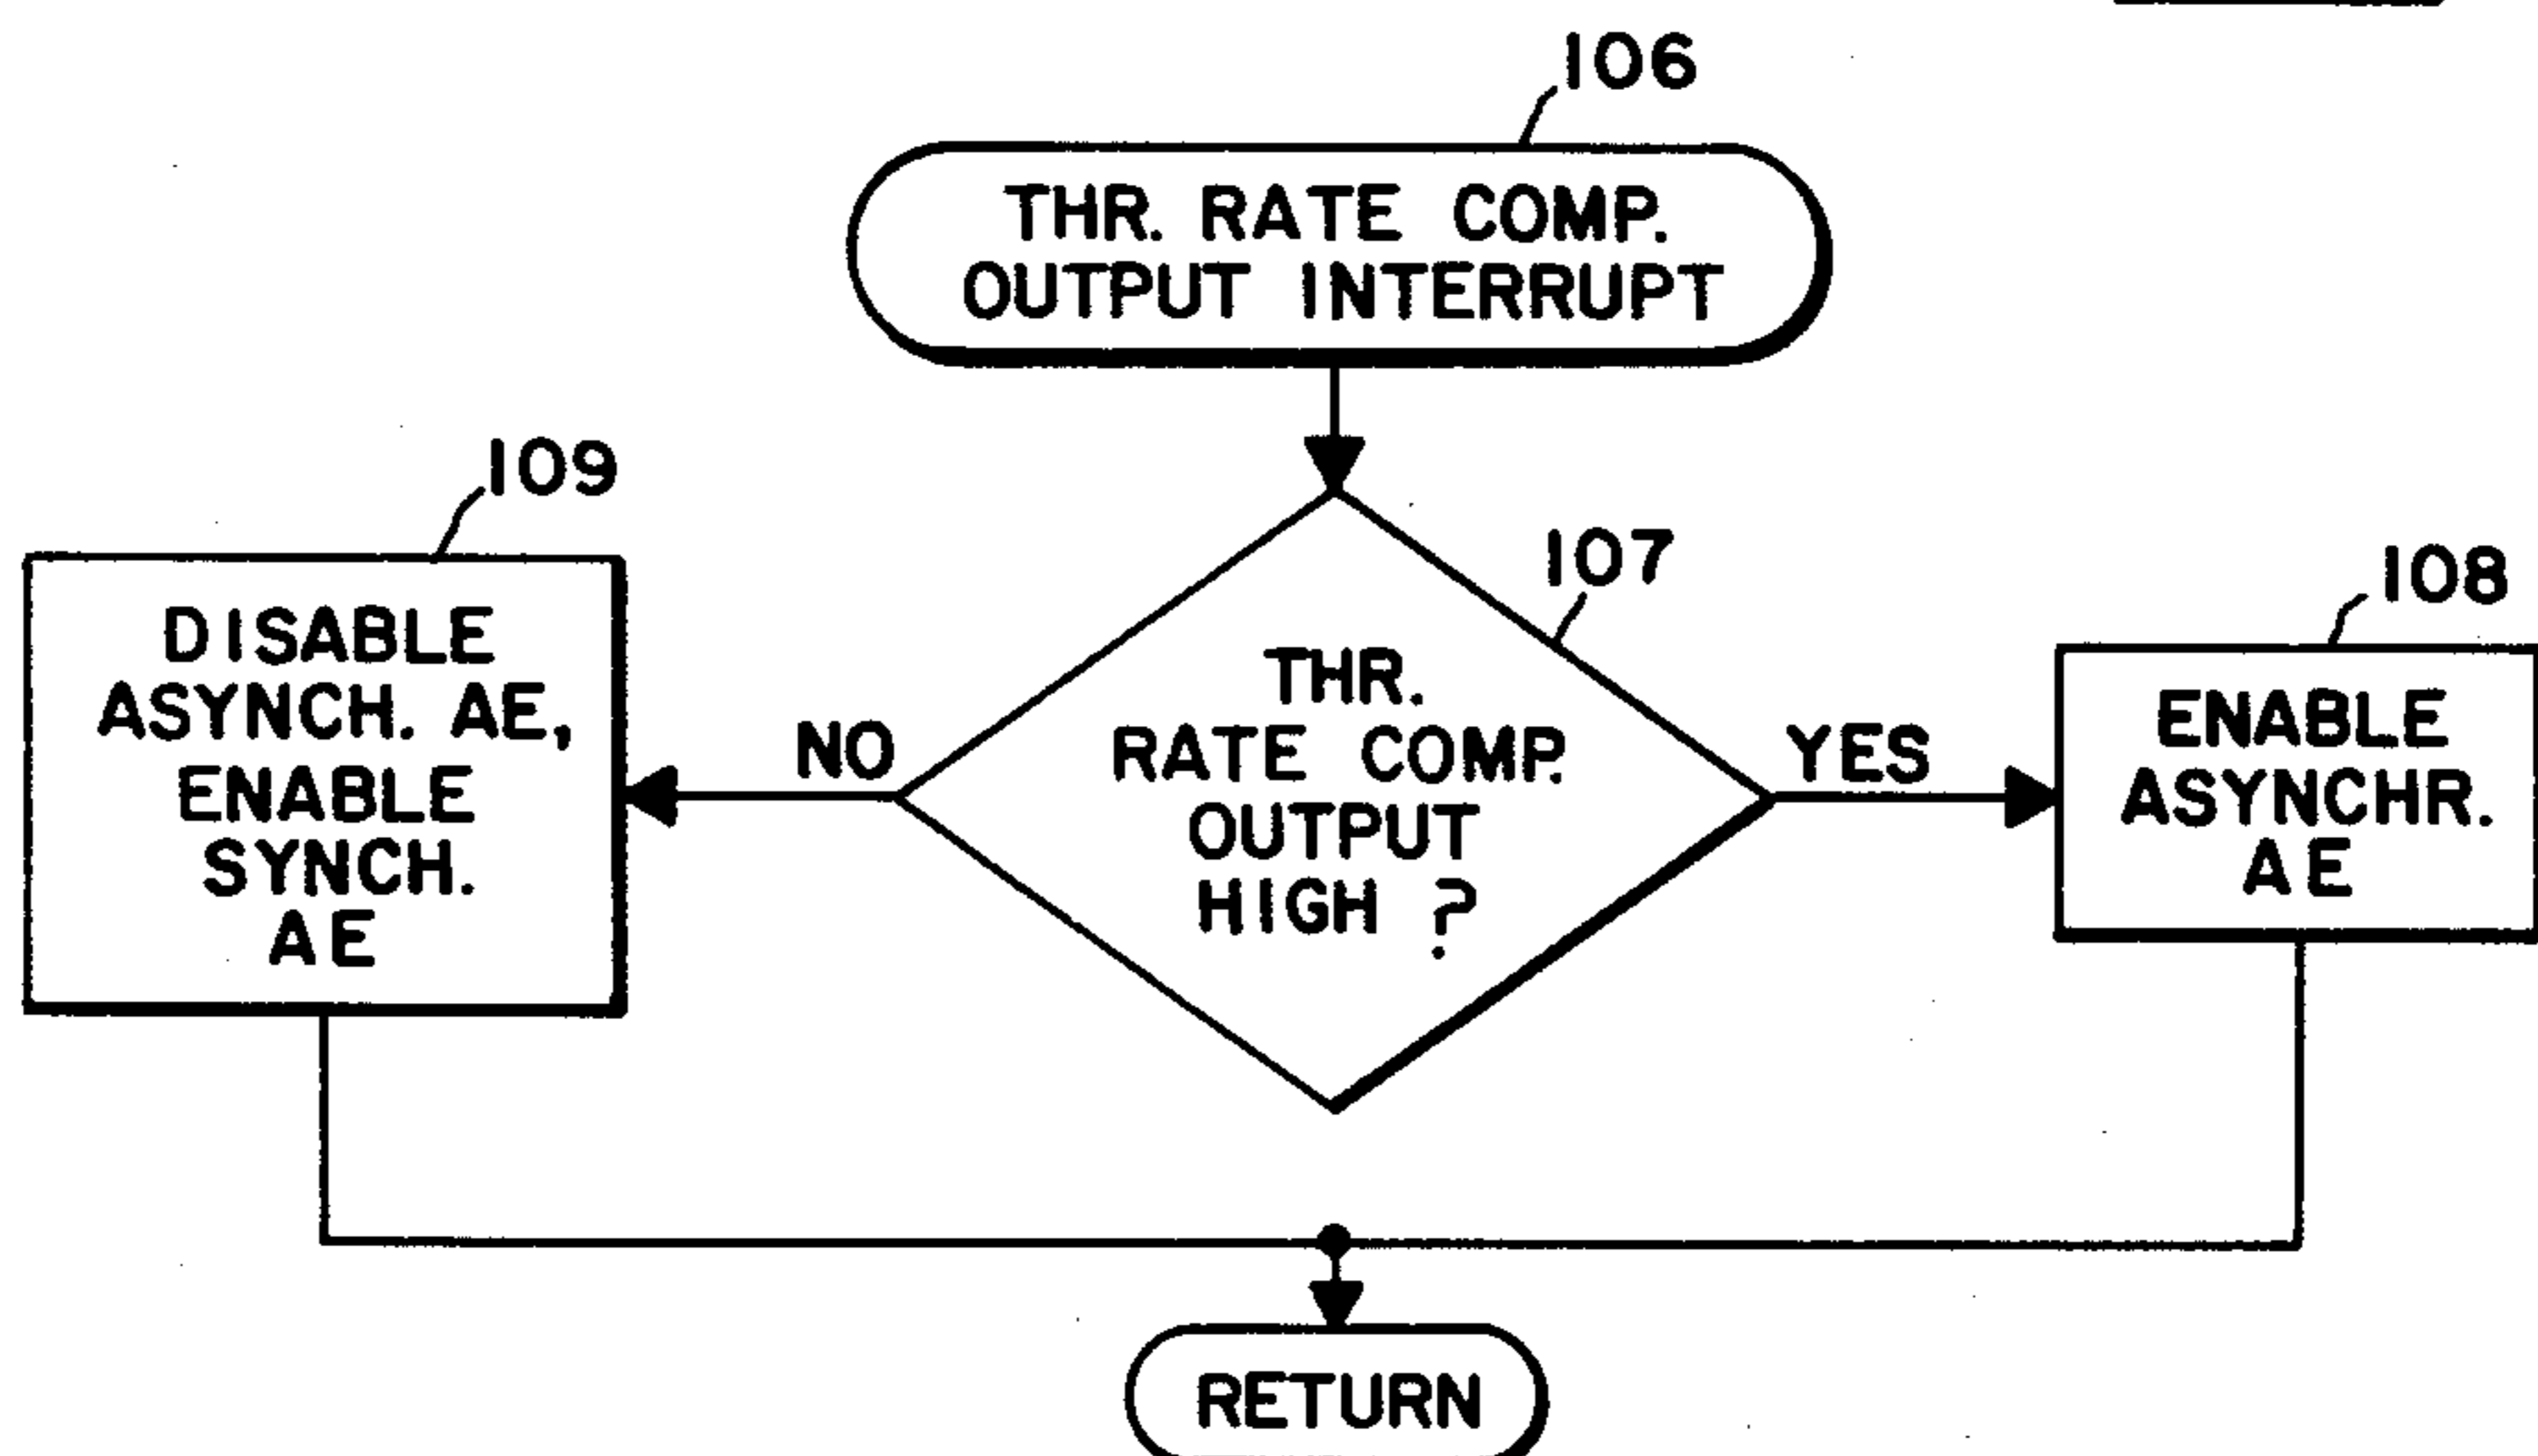 106
THR. RATE COMP.
OUTPUT INTERRUPT
109
DISABLE
ASYNCH. AE,
ENABLE
SYNCH.
AE
NO
107
THR.
RATE COMP.
OUTPUT
HIGH ?
YES
108
ENABLE
ASYNCHR.
AE
RETURN